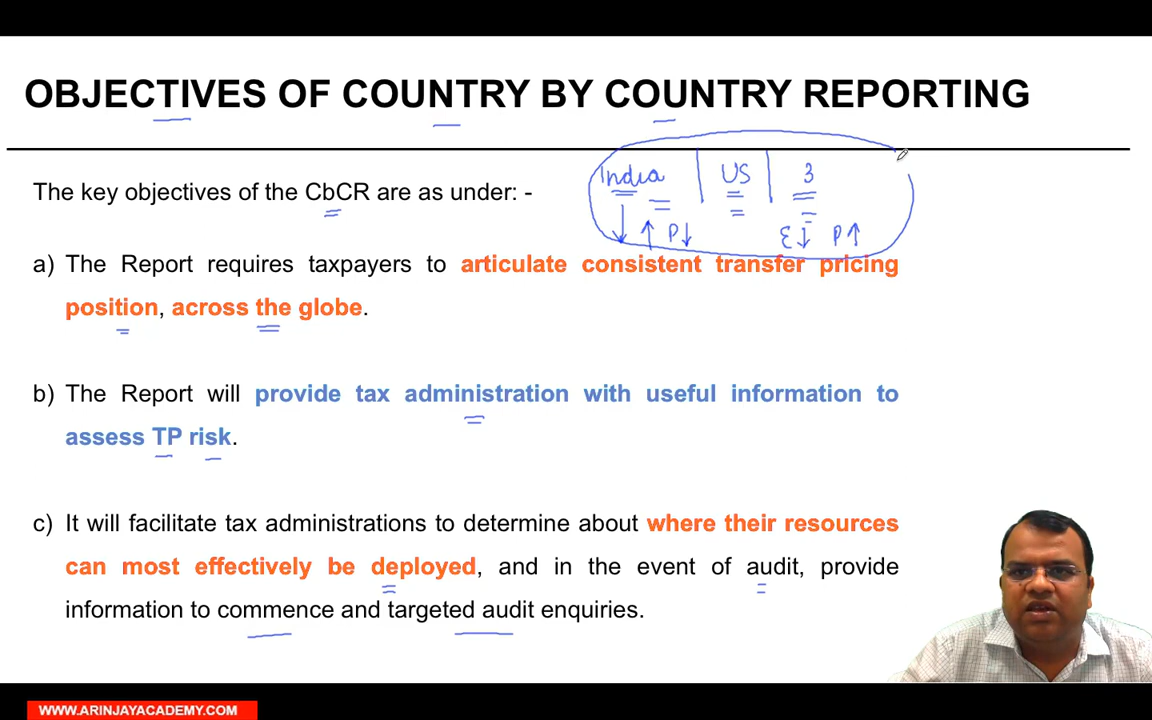 OBJECTIVES OF COUNTRY BY COUNTRY REPORTING
India | US | 3
The key objectives of the CbCR are as under: -
↓ ↑ P↓ E↓ P↑
a) The Report requires taxpayers to articulate consistent transfer pricing
position, across the globe.
b) The Report will provide tax administration with useful information to
assess TP risk.
c) It will facilitate tax administrations to determine about where their resources
can most effectively be deployed, and in the event of audit, provide
information to commence and targeted audit enquiries.
WWW.ARINJAYACADEMY.COM